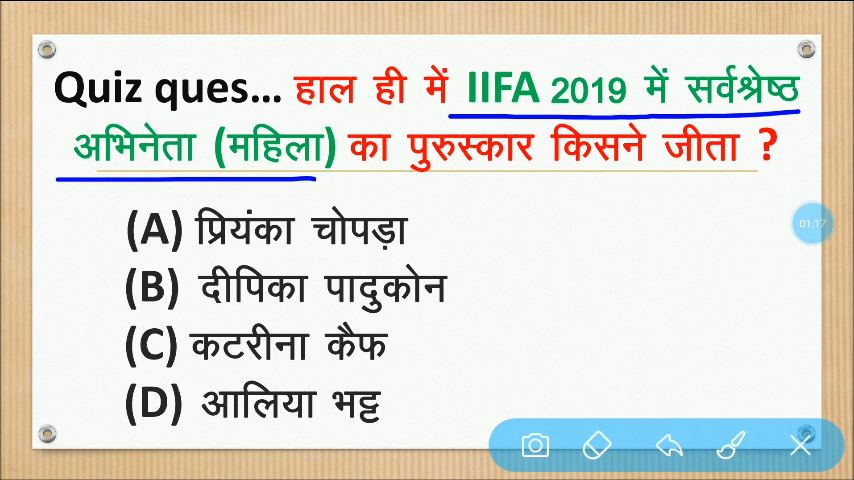 Quiz ques... हाल ही में IIFA 2019 में सर्वश्रेष्ठ
अभिनेता (महिला) का पुरुस्कार किसने जीता ?
(A) प्रियंका चोपड़ा
(B) दीपिका पादुकोन
(C) कटरीना कैफ
(D) आलिया भट्ट
01:17